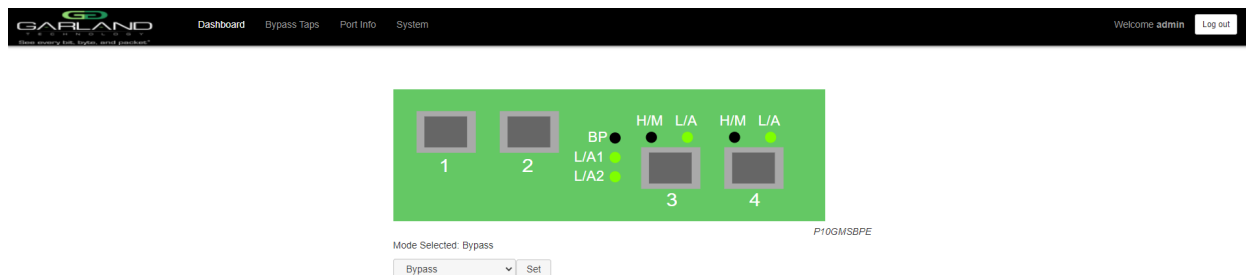 GARLAND
TECHNOLOGY
See every bit, byte, and packet®
Dashboard Bypass Taps Port Info System
Welcome admin Log out
H/M L/A H/M L/A
BP
L/A1
L/A2
1 2
3 4
P10GMSBPE
Mode Selected: Bypass
Bypass Set